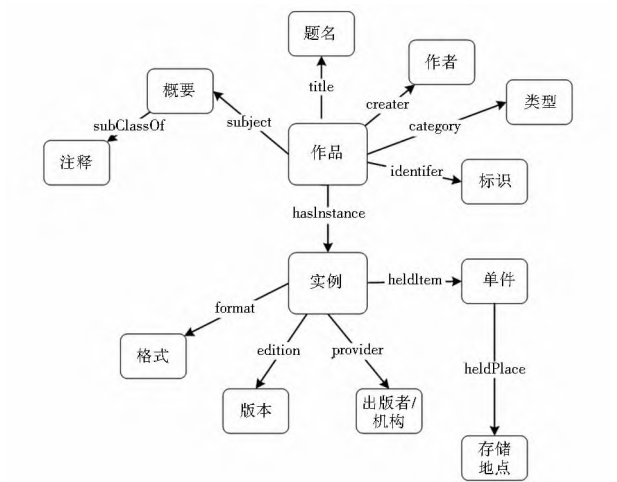 题名
作者
title
概要
creater
类型
subClassOf
subject
category
作品
注释
identifer
标识
hasInstance
实例
heldItem
单件
format
格式
edition
provider
heldPlace
版本
出版者/
机构
存储
地点